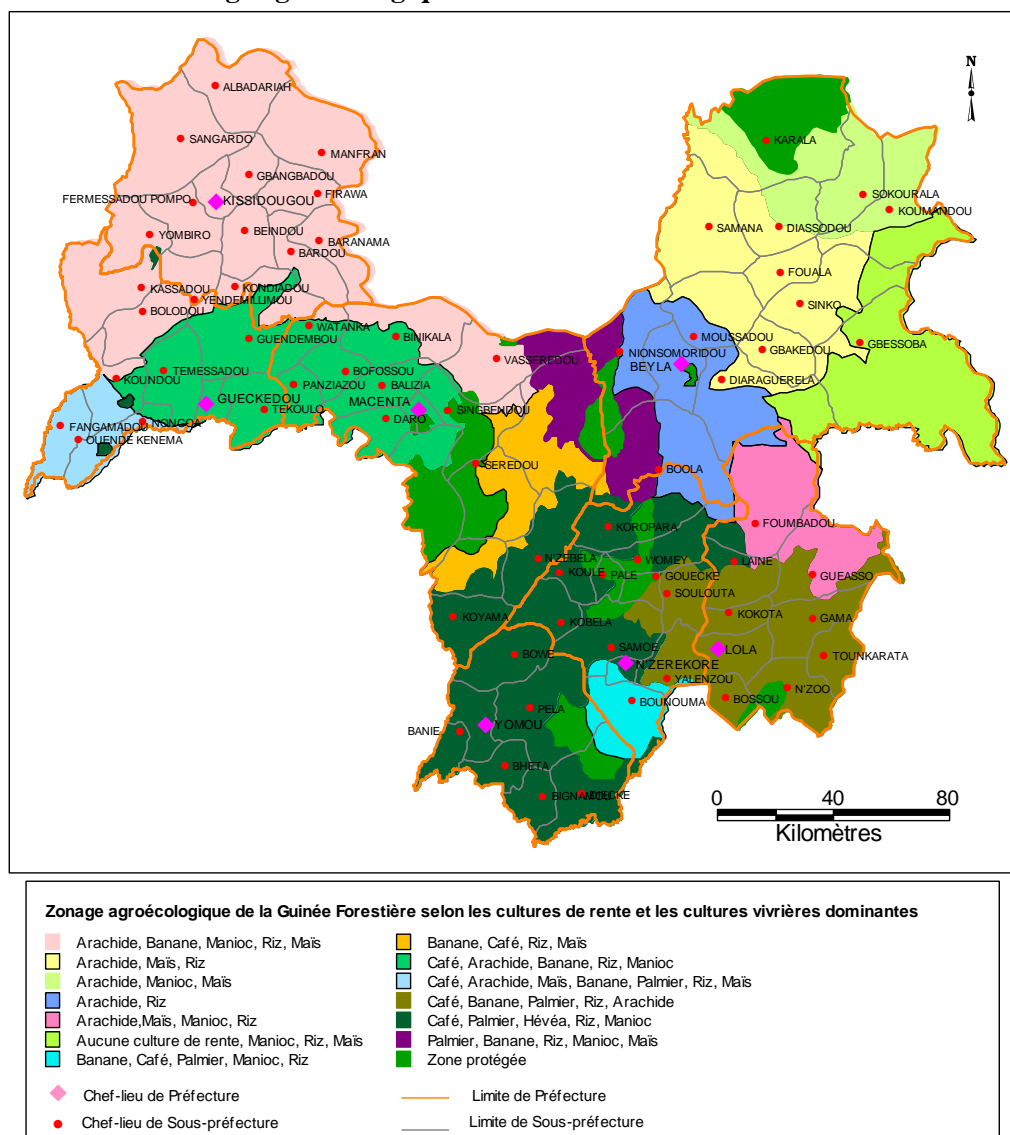 N
ALBADARIAH
SANGARDO
MANFRAN
KARALA
GBANGBADOU
FIRAWA
FERMESSADOU POMPO
KISSIDOUGOU
SOKOURALA
KOUMANDOU
YOMBIRO
BEINDOU
BARANAMA
BARDOU
SAMANA
DIASSODOU
FOUALA
KASSADOU
KONDIADOU
YENDEMILLIMOU
BOLODOU
SINKO
WATANKA
BINIKALA
GUENDEMBOU
MOUSSADOU
GBESSOBA
NIONSOMORIDOU
GBAKEDOU
VASSEREDOU
BEYLA
TEMESSADOU
BOFOSSOU
KOUNDOU
PANZIAZOU
BALIZIA
DIARAGUERELA
GUECKEDOU
MACENTA
TEKOULO
SINGBENDOU
FANGAMADOU
NONGOA
DARO
OUENDE KENEMA
SEREDOU
BOOLA
KOROPARA
FOUMBADOU
N'ZEBELA
WOMEY
LAINE
KOULE
PALE
GOUECKE
GUEASSO
SOULOUTA
KOYAMA
KOBELA
KOKOTA
GAMA
SAMOE
LOLA
BOWE
N'ZEREKORE
TOUNKARATA
YALENZOU
N'ZOO
BOUNOUMA
BOSSOU
PELA
YOMOU
BANIE
BHETA
BIGNAMOU
DIECKE
0 40 80
Kilomètres
Zonage agroécologique de la Guinée Forestière selon les cultures de rente et les cultures vivrières dominantes
Arachide, Banane, Manioc, Riz, Maïs
Arachide, Maïs, Riz
Arachide, Manioc, Maïs
Arachide, Riz
Arachide,Maïs, Manioc, Riz
Aucune culture de rente, Manioc, Riz, Maïs
Banane, Café, Palmier, Manioc, Riz
Banane, Café, Riz, Maïs
Café, Arachide, Banane, Riz, Manioc
Café, Arachide, Maïs, Banane, Palmier, Riz, Maïs
Café, Banane, Palmier, Riz, Arachide
Café, Palmier, Hévéa, Riz, Manioc
Palmier, Banane, Riz, Manioc, Maïs
Zone protégée
Chef-lieu de Préfecture
Chef-lieu de Sous-préfecture
Limite de Préfecture
Limite de Sous-préfecture